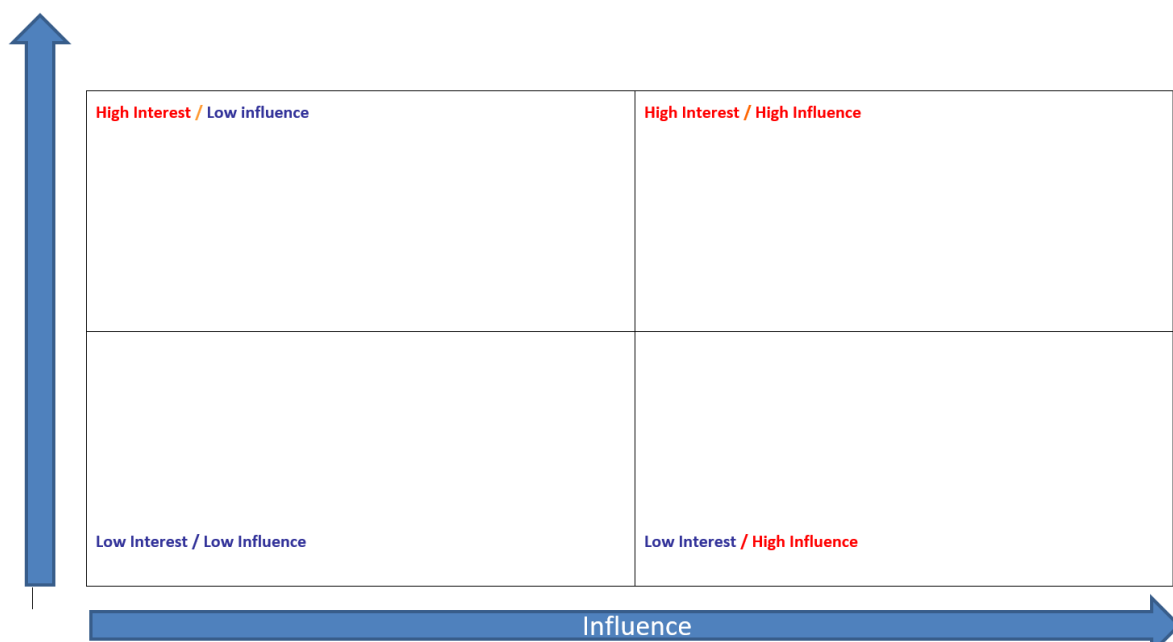 High Interest / Low influence
High Interest / High Influence
Low Interest / Low Influence
Low Interest / High Influence
Influence